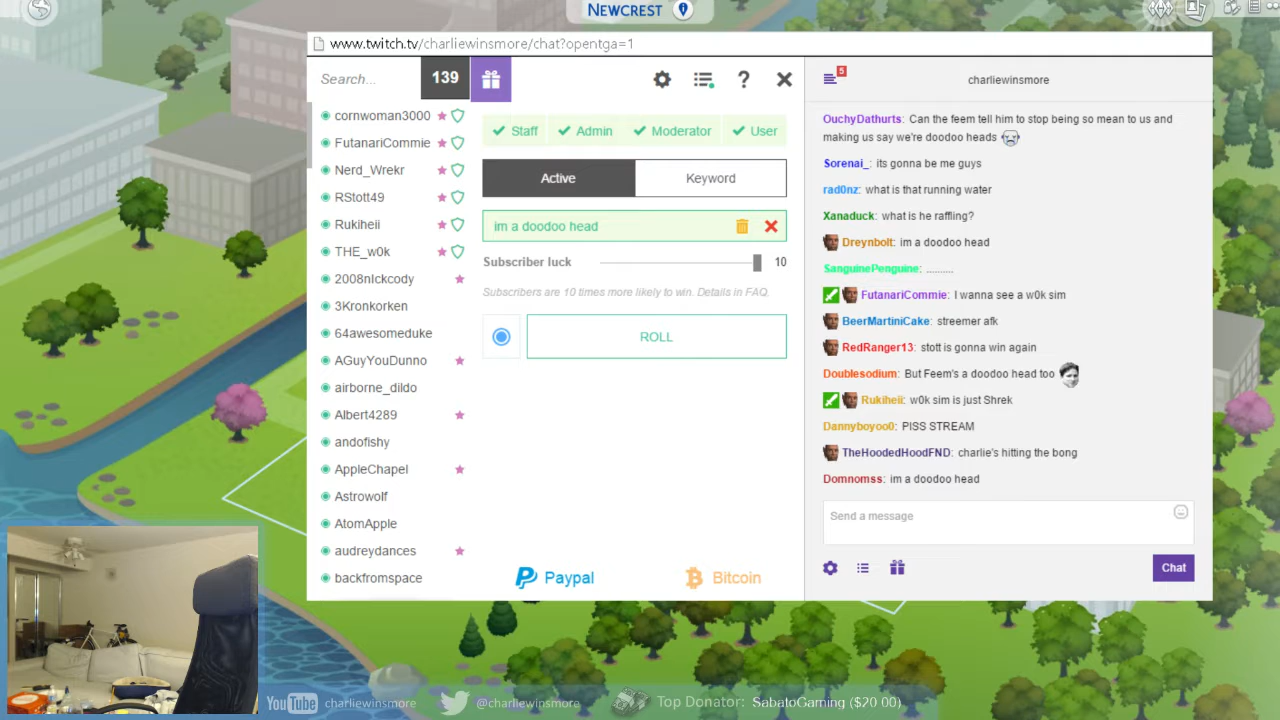 NEWCREST
www.twitch.tv/charliewinsmore/chat?opentga=1
Search...
139
cornwoman3000
FutanariCommie
Nerd_Wrekr
RStott49
Rukiheii
THE_w0k
2008nIckcody
3Kronkorken
64awesomeduke
AGuyYouDunno
airborne_dildo
Albert4289
andofishy
AppleChapel
Astrowolf
AtomApple
audreydances
backfromspace
?
Staff Admin Moderator User
Active Keyword
im a doodoo head
Subscriber luck 10
Subscribers are 10 times more likely to win. Details in FAQ.
ROLL
Paypal Bitcoin
5
charliewinsmore
OuchyDathurts: Can the feem tell him to stop being so mean to us and
making us say we're doodoo heads
Sorenai_: its gonna be me guys
rad0nz: what is that running water
Xanaduck: what is he raffling?
Dreynbolt: im a doodoo head
SanguinePenguine: ..........
FutanariCommie: I wanna see a w0k sim
BeerMartiniCake: streemer afk
RedRanger13: stott is gonna win again
Doublesodium: But Feem's a doodoo head too
Rukiheii: w0k sim is just Shrek
Dannyboyoo0: PISS STREAM
TheHoodedHoodFND: charlie's hitting the bong
Domnomss: im a doodoo head
Send a message
Chat
YouTube charliewinsmore @charliewinsmore Top Donator: SabatoGaming ($20.00)